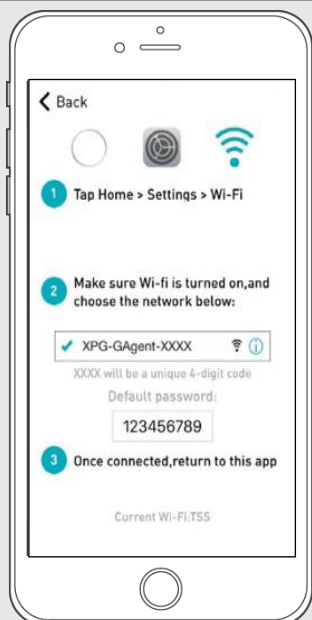 Back
1 Tap Home > Settings > Wi-Fi
2 Make sure Wi-fi is turned on,and
choose the network below:
XPG-GAgent-XXXX
XXXX will be a unique 4-digit code
Default password:
123456789
3 Once connected,return to this app
Current Wi-Fi:TSS